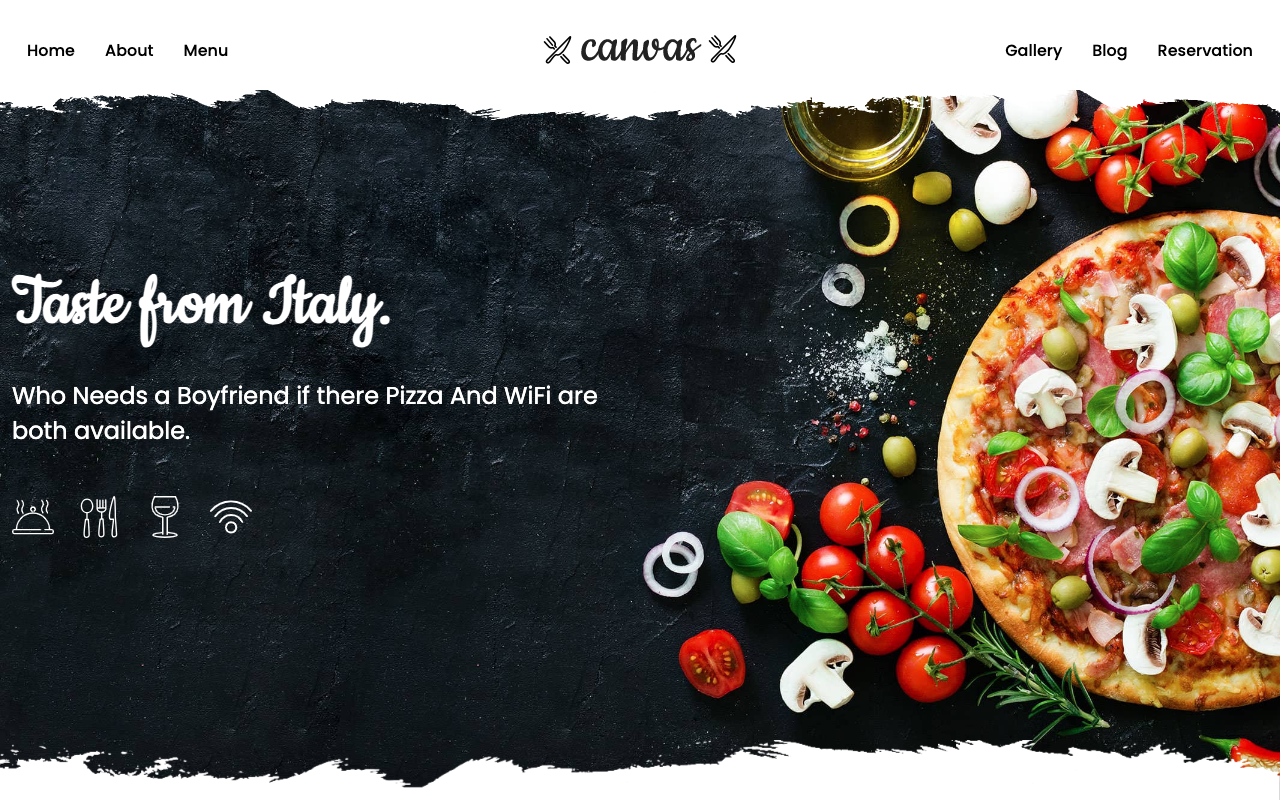 Home About Menu canvas Gallery Blog Reservation
Taste from Italy.
Who Needs a Boyfriend if there Pizza And WiFi are
both available.